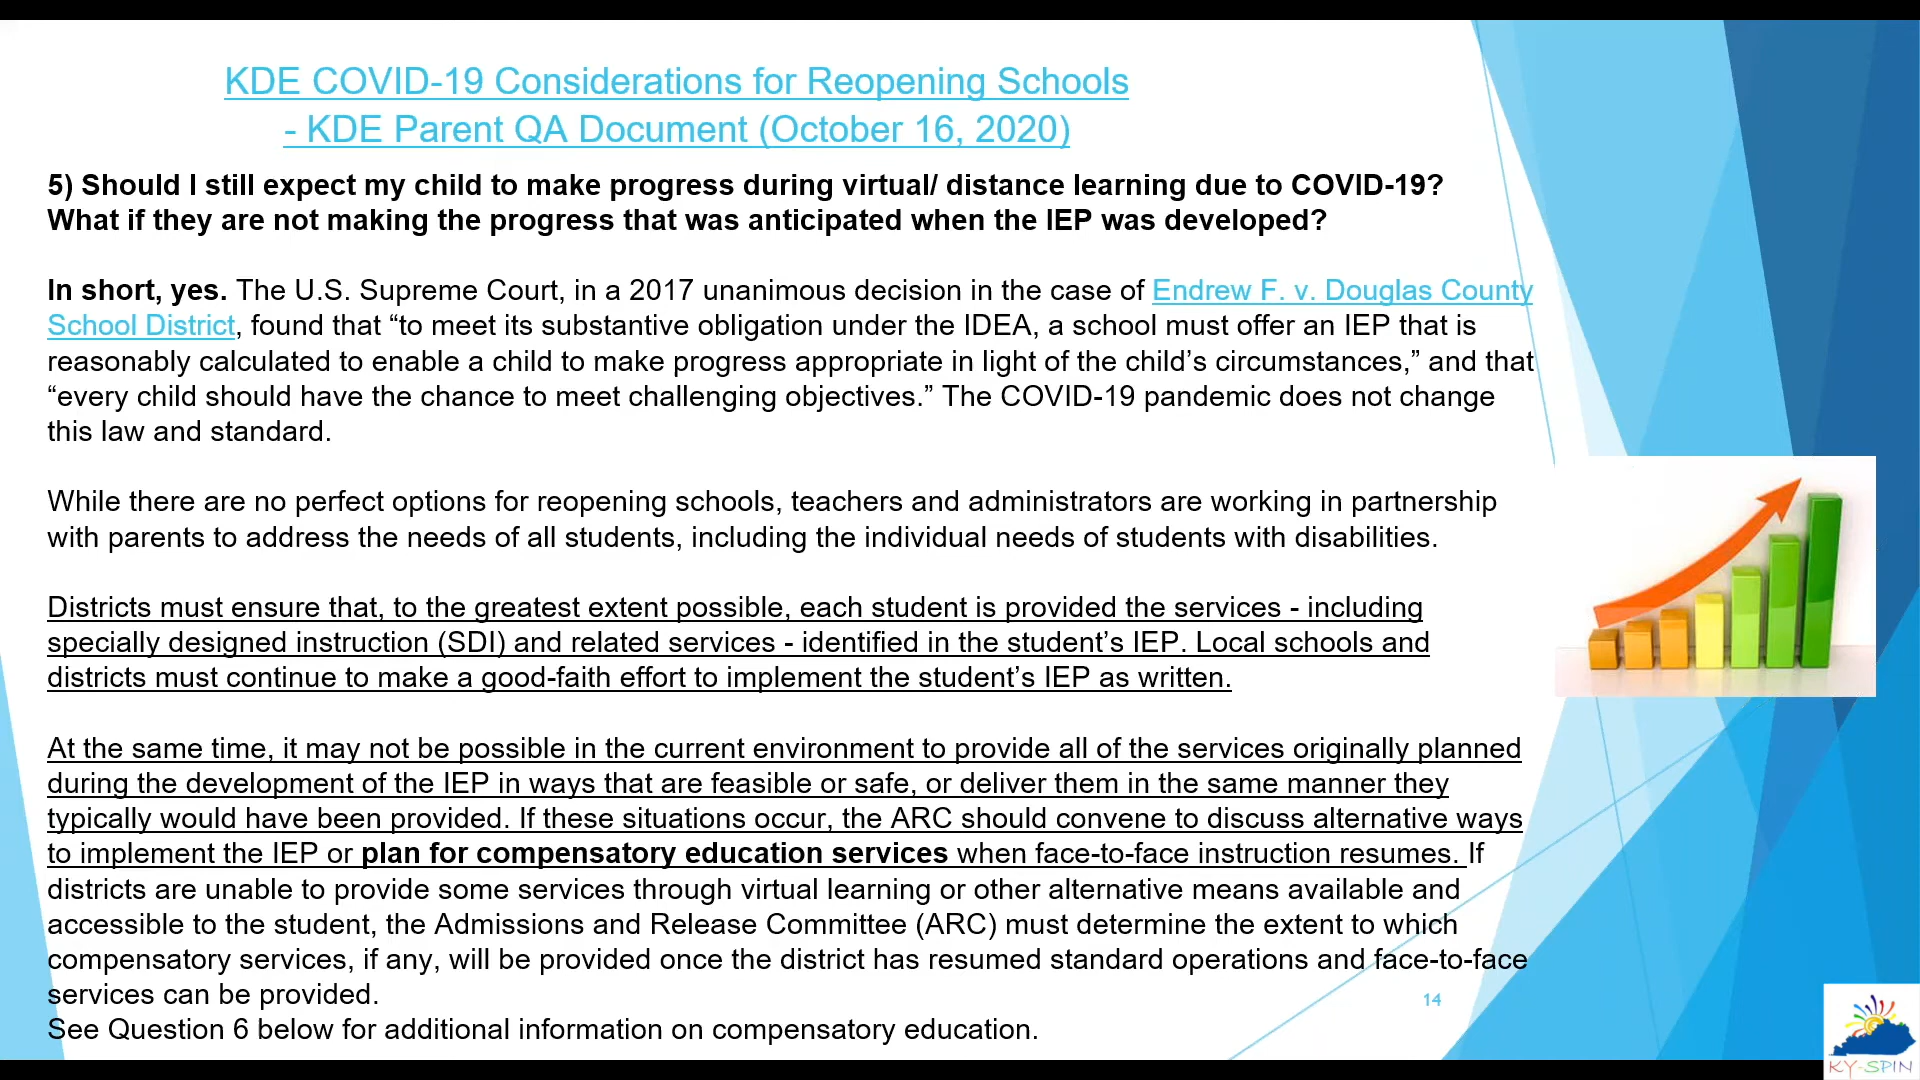 KDE COVID-19 Considerations for Reopening Schools
- KDE Parent QA Document (October 16, 2020)
5) Should I still expect my child to make progress during virtual/ distance learning due to COVID-19?
What if they are not making the progress that was anticipated when the IEP was developed?
In short, yes. The U.S. Supreme Court, in a 2017 unanimous decision in the case of Endrew F. v. Douglas County
School District, found that “to meet its substantive obligation under the IDEA, a school must offer an IEP that is
reasonably calculated to enable a child to make progress appropriate in light of the child’s circumstances,” and that
“every child should have the chance to meet challenging objectives.” The COVID-19 pandemic does not change
this law and standard.
While there are no perfect options for reopening schools, teachers and administrators are working in partnership
with parents to address the needs of all students, including the individual needs of students with disabilities.
Districts must ensure that, to the greatest extent possible, each student is provided the services - including
specially designed instruction (SDI) and related services - identified in the student’s IEP. Local schools and
districts must continue to make a good-faith effort to implement the student’s IEP as written.
At the same time, it may not be possible in the current environment to provide all of the services originally planned
during the development of the IEP in ways that are feasible or safe, or deliver them in the same manner they
typically would have been provided. If these situations occur, the ARC should convene to discuss alternative ways
to implement the IEP or plan for compensatory education services when face-to-face instruction resumes. If
districts are unable to provide some services through virtual learning or other alternative means available and
accessible to the student, the Admissions and Release Committee (ARC) must determine the extent to which
compensatory services, if any, will be provided once the district has resumed standard operations and face-to-face
services can be provided.
See Question 6 below for additional information on compensatory education.
14
KY-SPIN